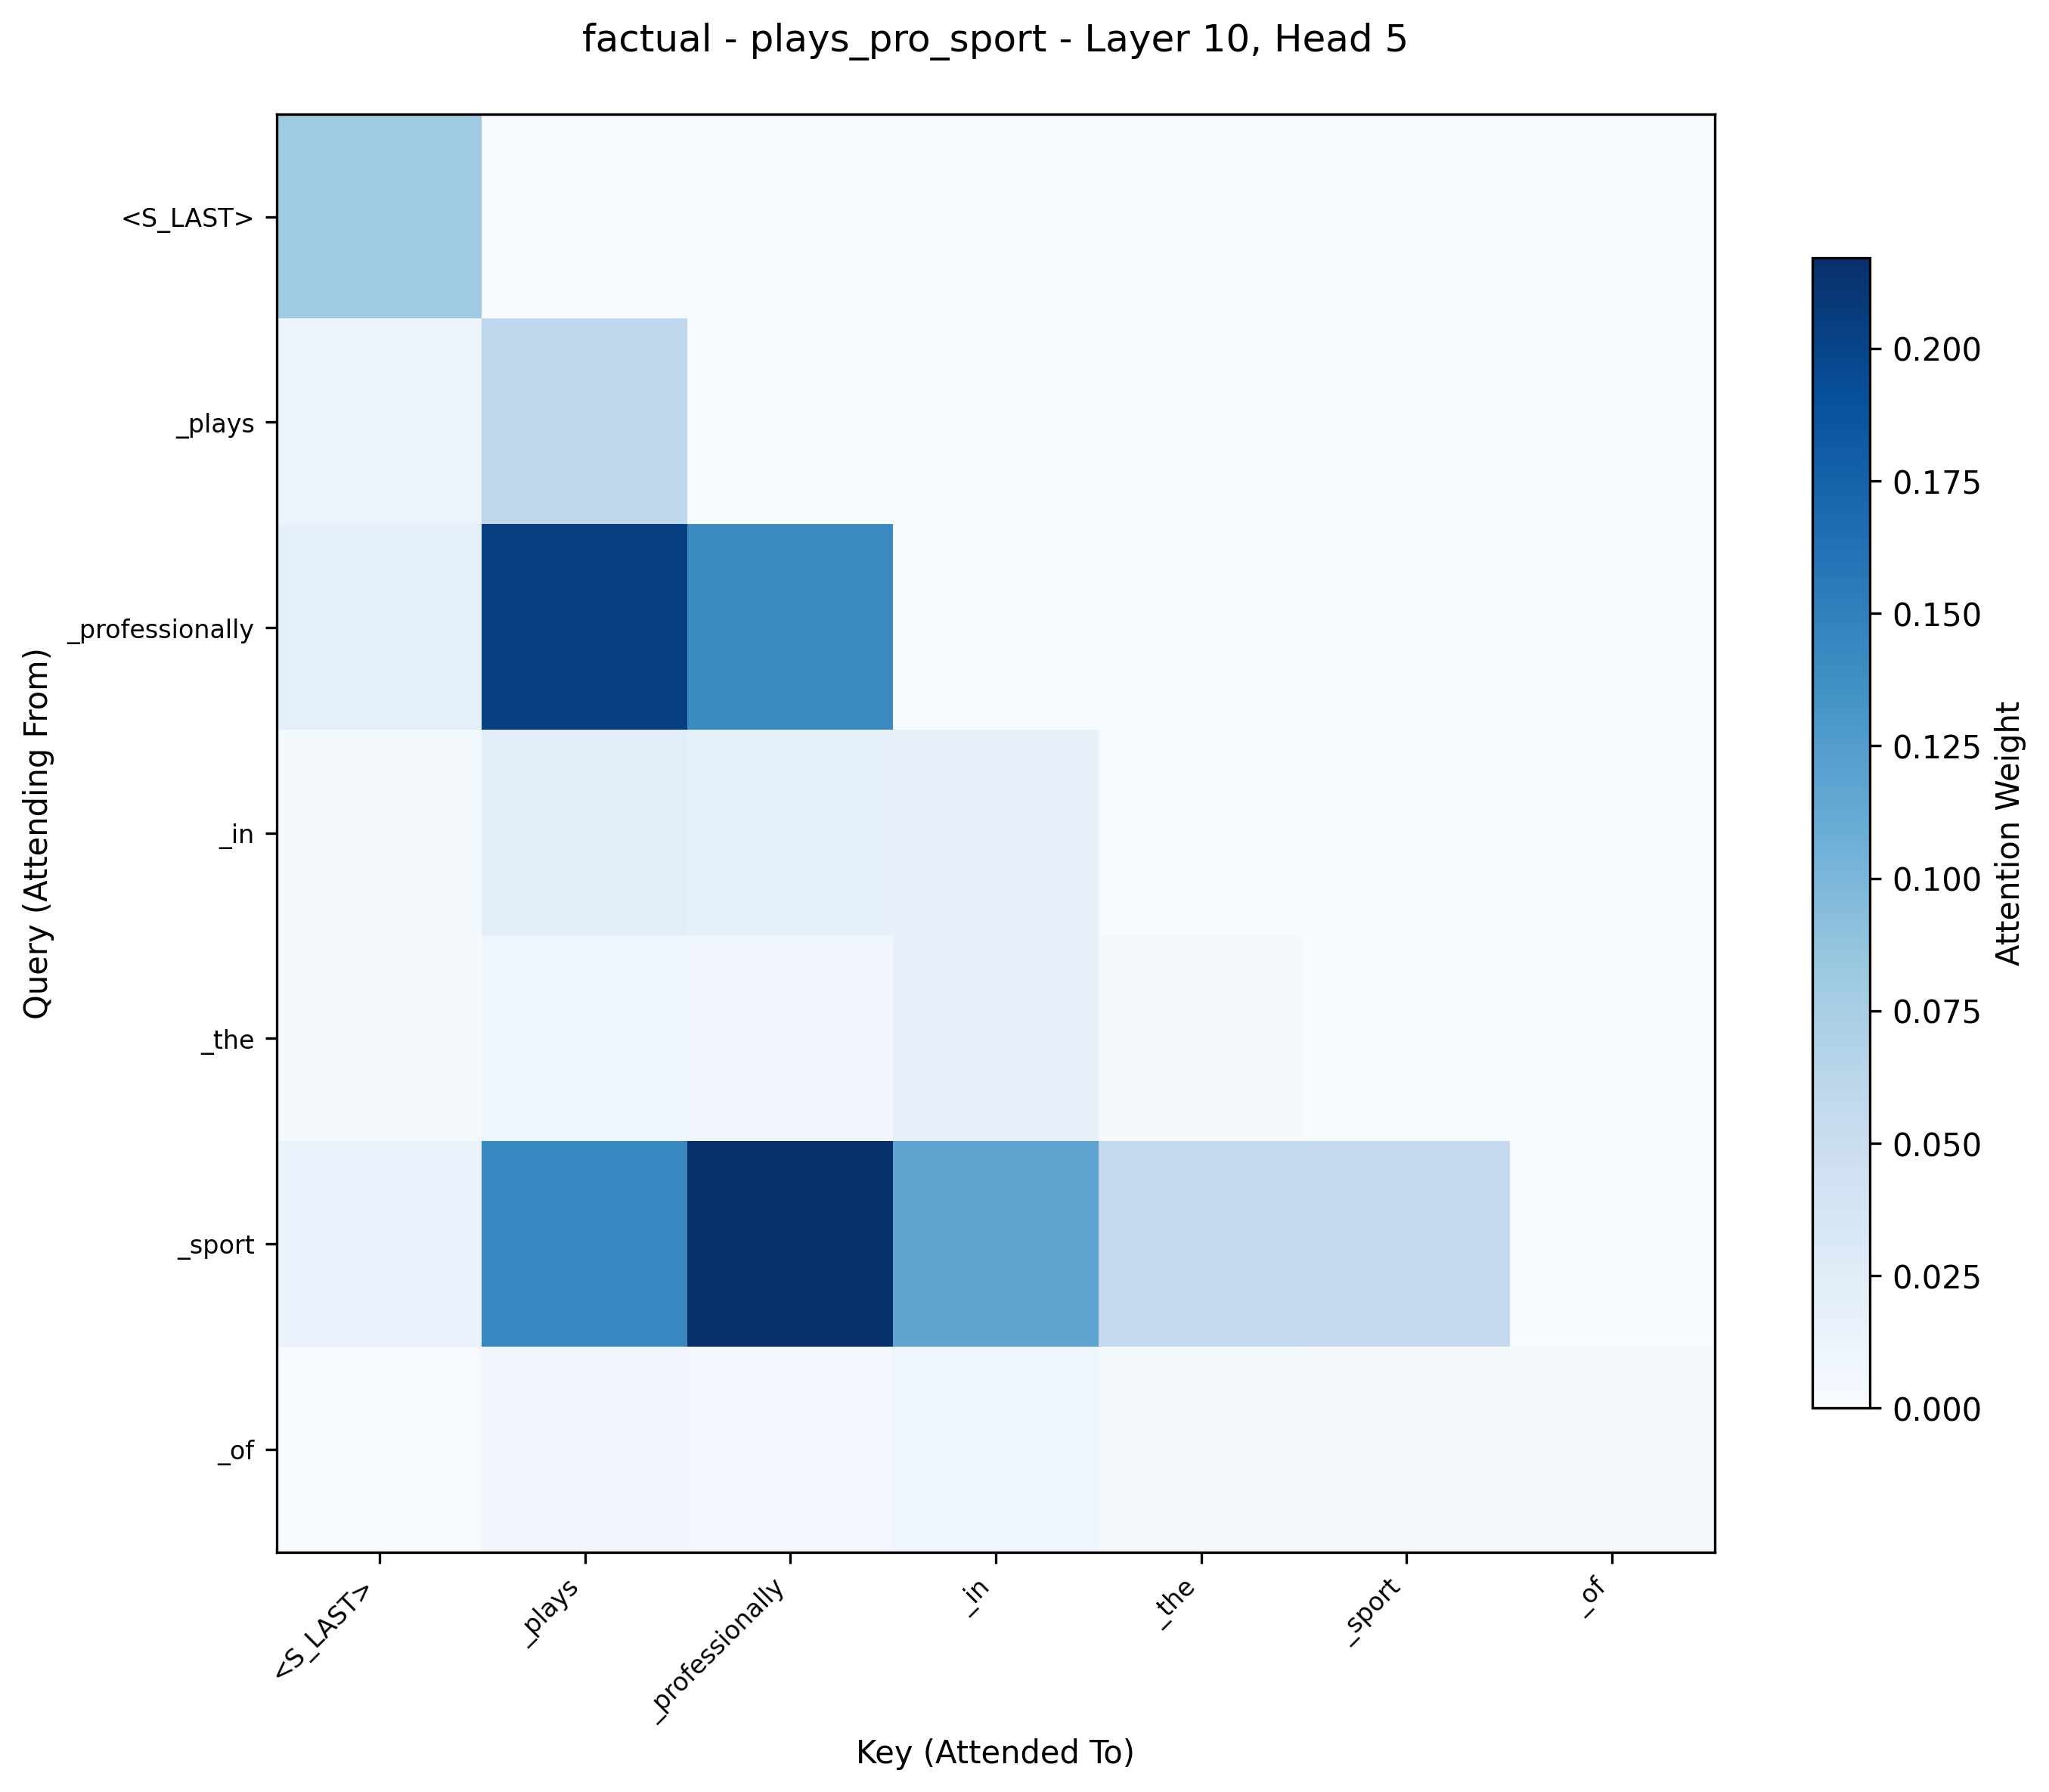 factual - plays_pro_sport - Layer 10, Head 5
Query (Attending From)
<S_LAST>
_plays
_professionally
_in
_the
_sport
_of
<S_LAST>
_plays
_professionally
_in
_the
_sport
_of
Key (Attended To)
0.200
0.175
0.150
0.125
0.100
0.075
0.050
0.025
0.000
Attention Weight